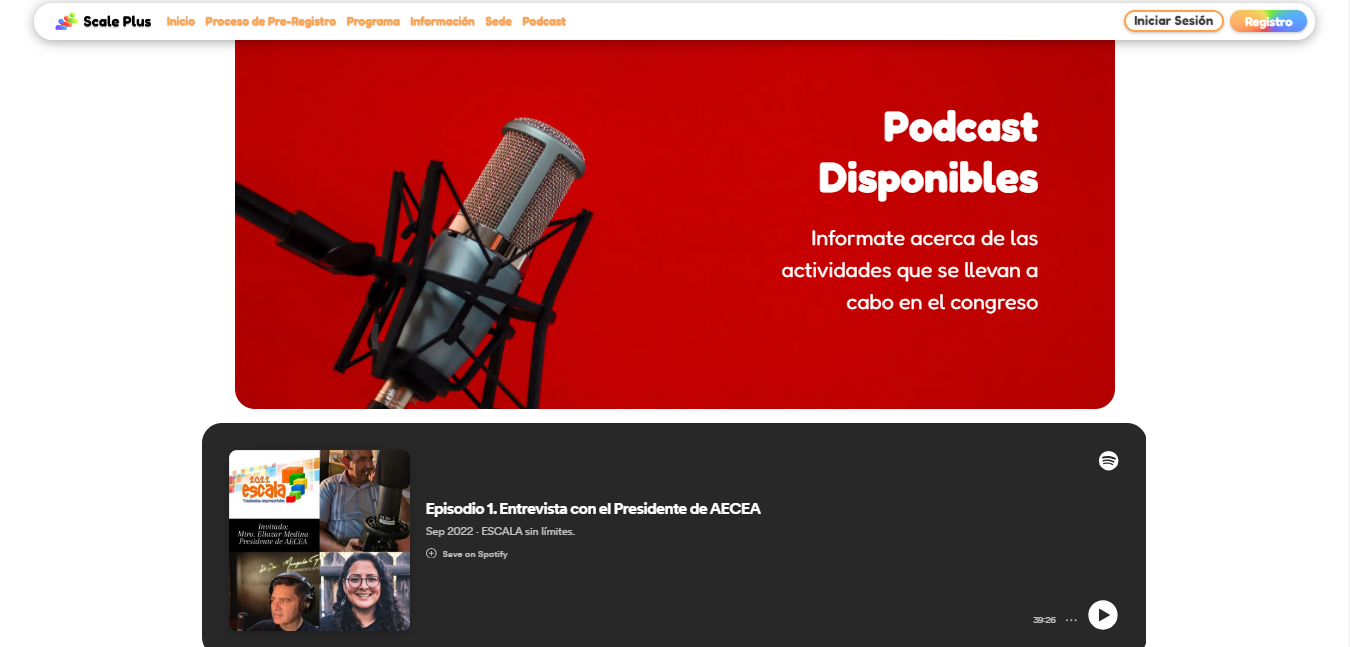 Scale Plus Inicio Proceso de Pre-Registro Programa Información Sede Podcast Iniciar Sesión Registro
Podcast
Disponibles
Informate acerca de las
actividades que se llevan a
cabo en el congreso
2022
escala
Invitado:
Mtro. Eliazar Medina
Presidente de AECEA
Episodio 1. Entrevista con el Presidente de AECEA
Sep 2022 · ESCALA sin límites.
Save on Spotify
39:26